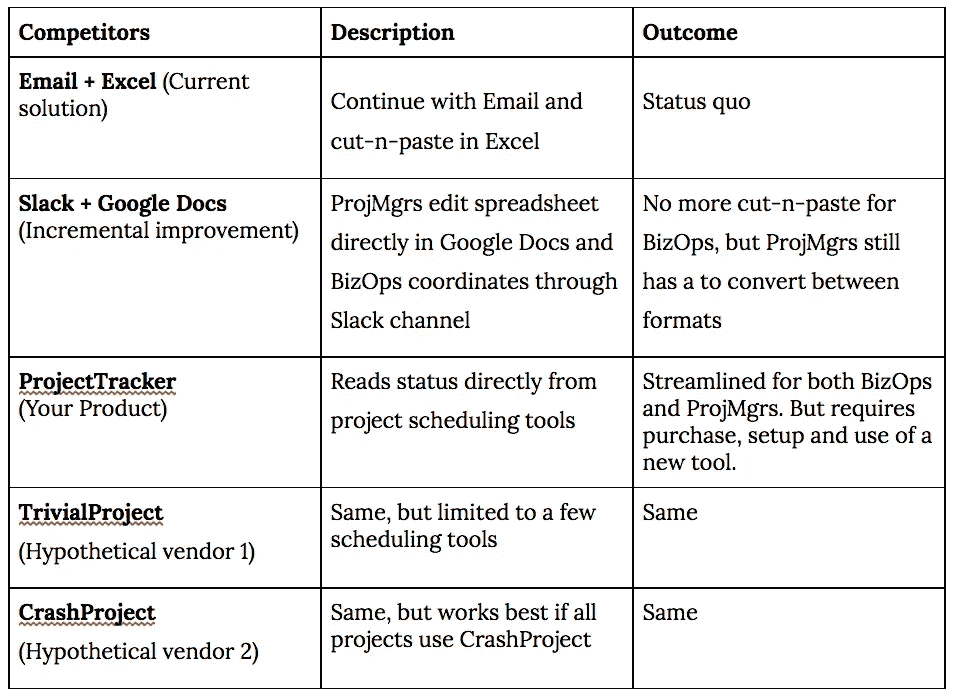 Competitors
Description
Outcome
Email + Excel (Current
solution)
Continue with Email and
cut-n-paste in Excel
Status quo
Slack + Google Docs
(Incremental improvement)
ProjMgrs edit spreadsheet
directly in Google Docs and
BizOps coordinates through
Slack channel
No more cut-n-paste for
BizOps, but ProjMgrs still
has a to convert between
formats
ProjectTracker
(Your Product)
Reads status directly from
project scheduling tools
Streamlined for both BizOps
and ProjMgrs. But requires
purchase, setup and use of a
new tool.
TrivialProject
(Hypothetical vendor 1)
Same, but limited to a few
scheduling tools
Same
CrashProject
(Hypothetical vendor 2)
Same, but works best if all
projects use CrashProject
Same